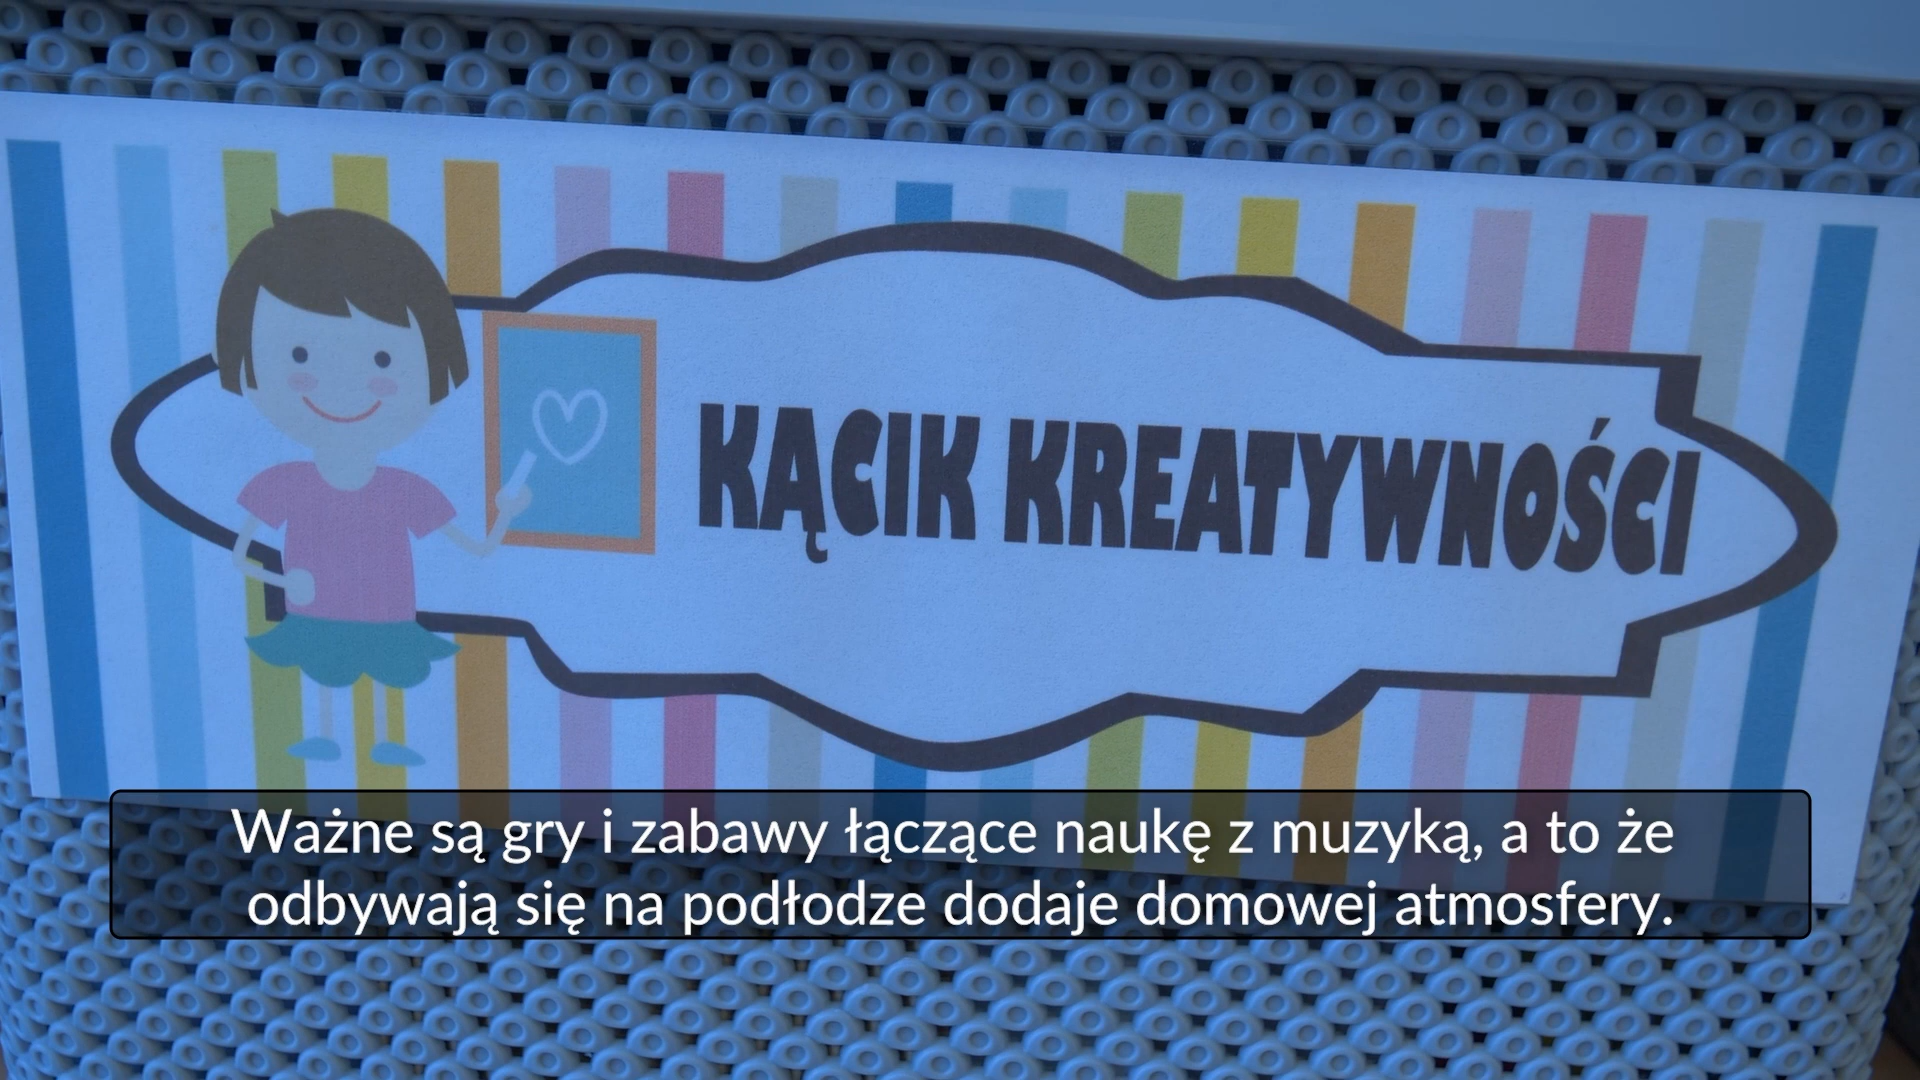 KĄCIK KREATYWNOŚCI
Ważne są gry i zabawy łączące naukę z muzyką, a to że
odbywają się na podłodze dodaje domowej atmosfery.